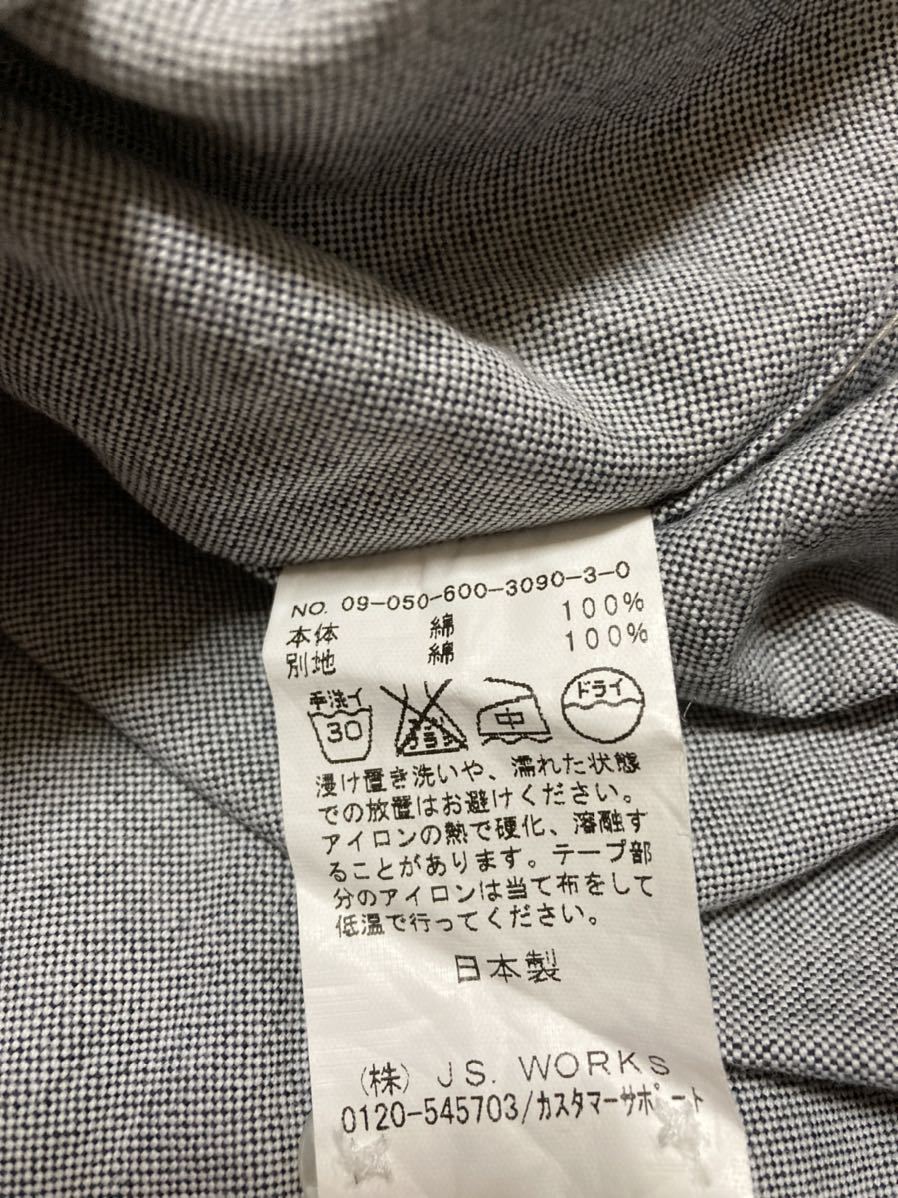 NO. 09-050-600-3090-3-0
本体 綿 100%
別地 綿 100%
手洗イ 30 中 ドライ
浸け置き洗いや、濡れた状態
での放置はお避けください。
アイロンの熱で硬化、溶融す
ることがあります。テープ部
分のアイロンは当て布をして
低温で行ってください。
日本製
(株) J.S. WORKS
0120-545703/カスタマーサポート